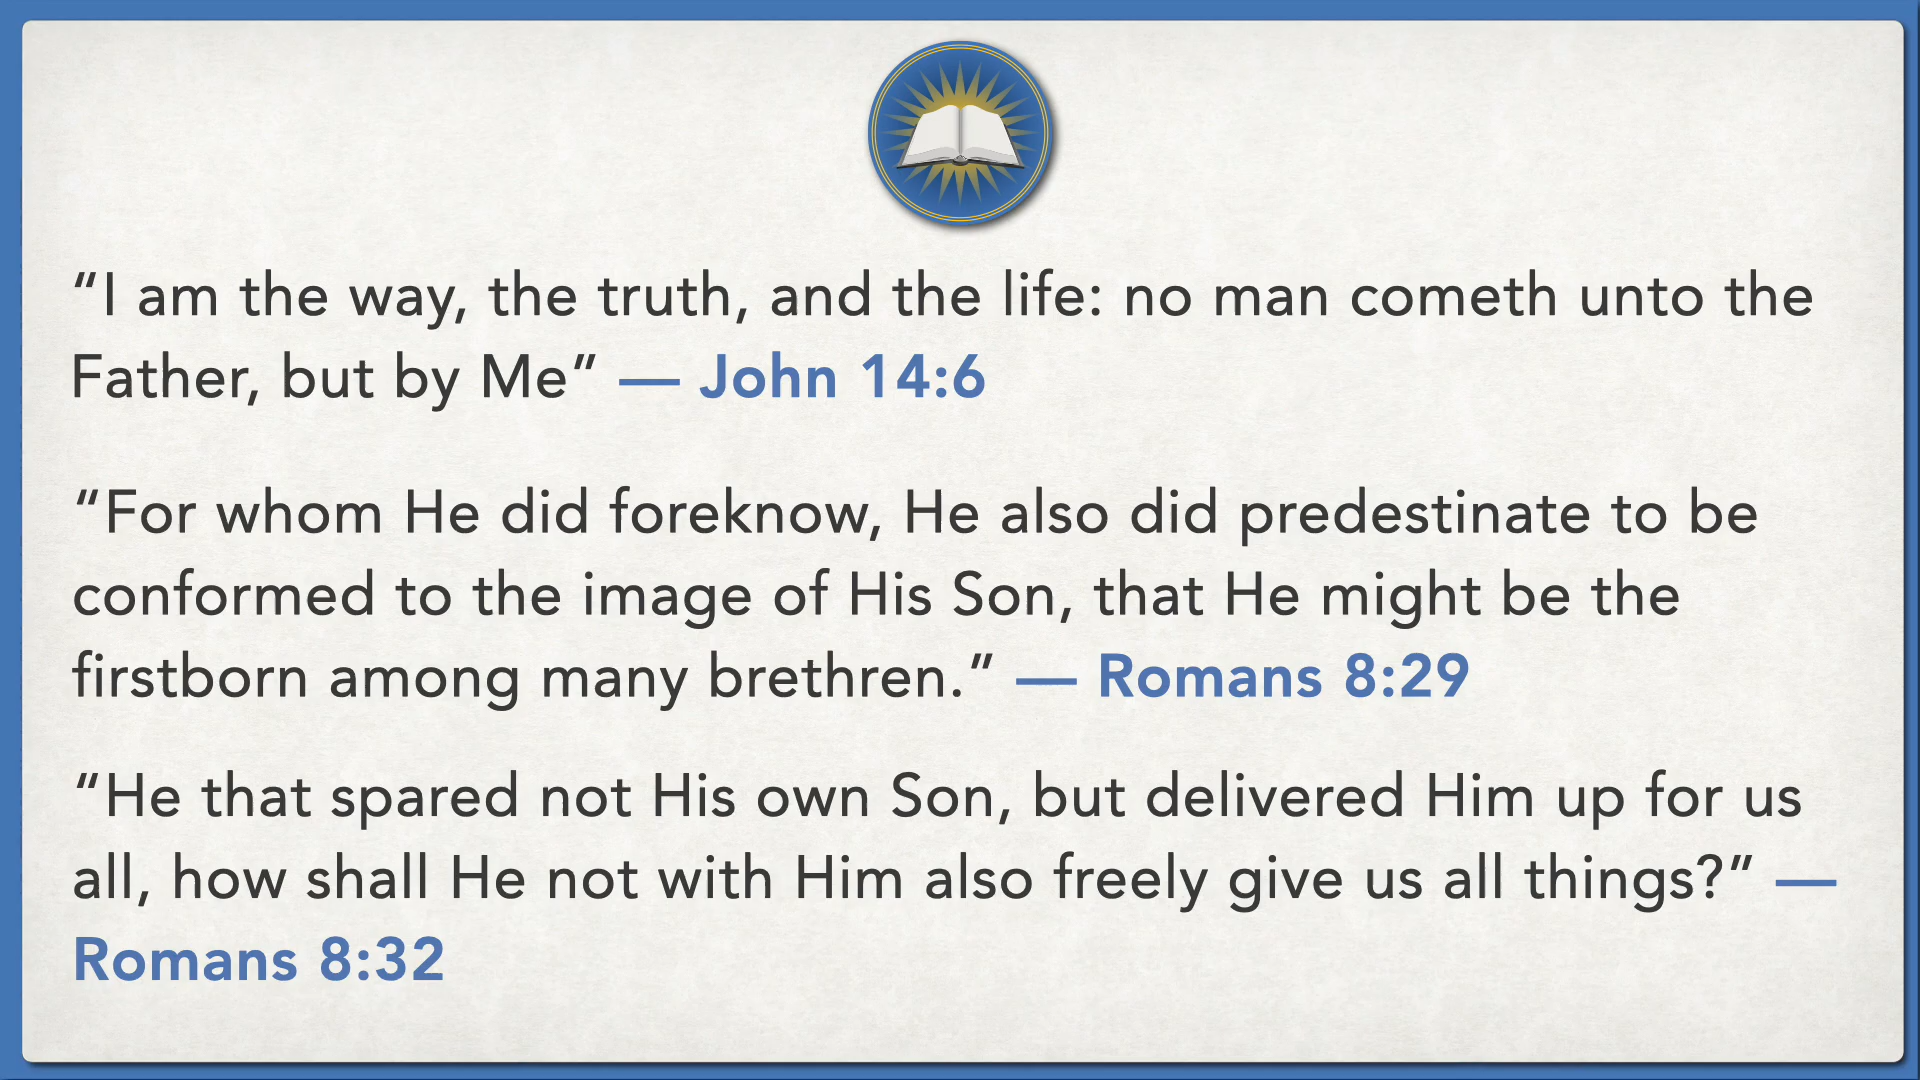 “I am the way, the truth, and the life: no man cometh unto the
Father, but by Me” — John 14:6
“For whom He did foreknow, He also did predestinate to be
conformed to the image of His Son, that He might be the
firstborn among many brethren.” — Romans 8:29
“He that spared not His own Son, but delivered Him up for us
all, how shall He not with Him also freely give us all things?” —
Romans 8:32